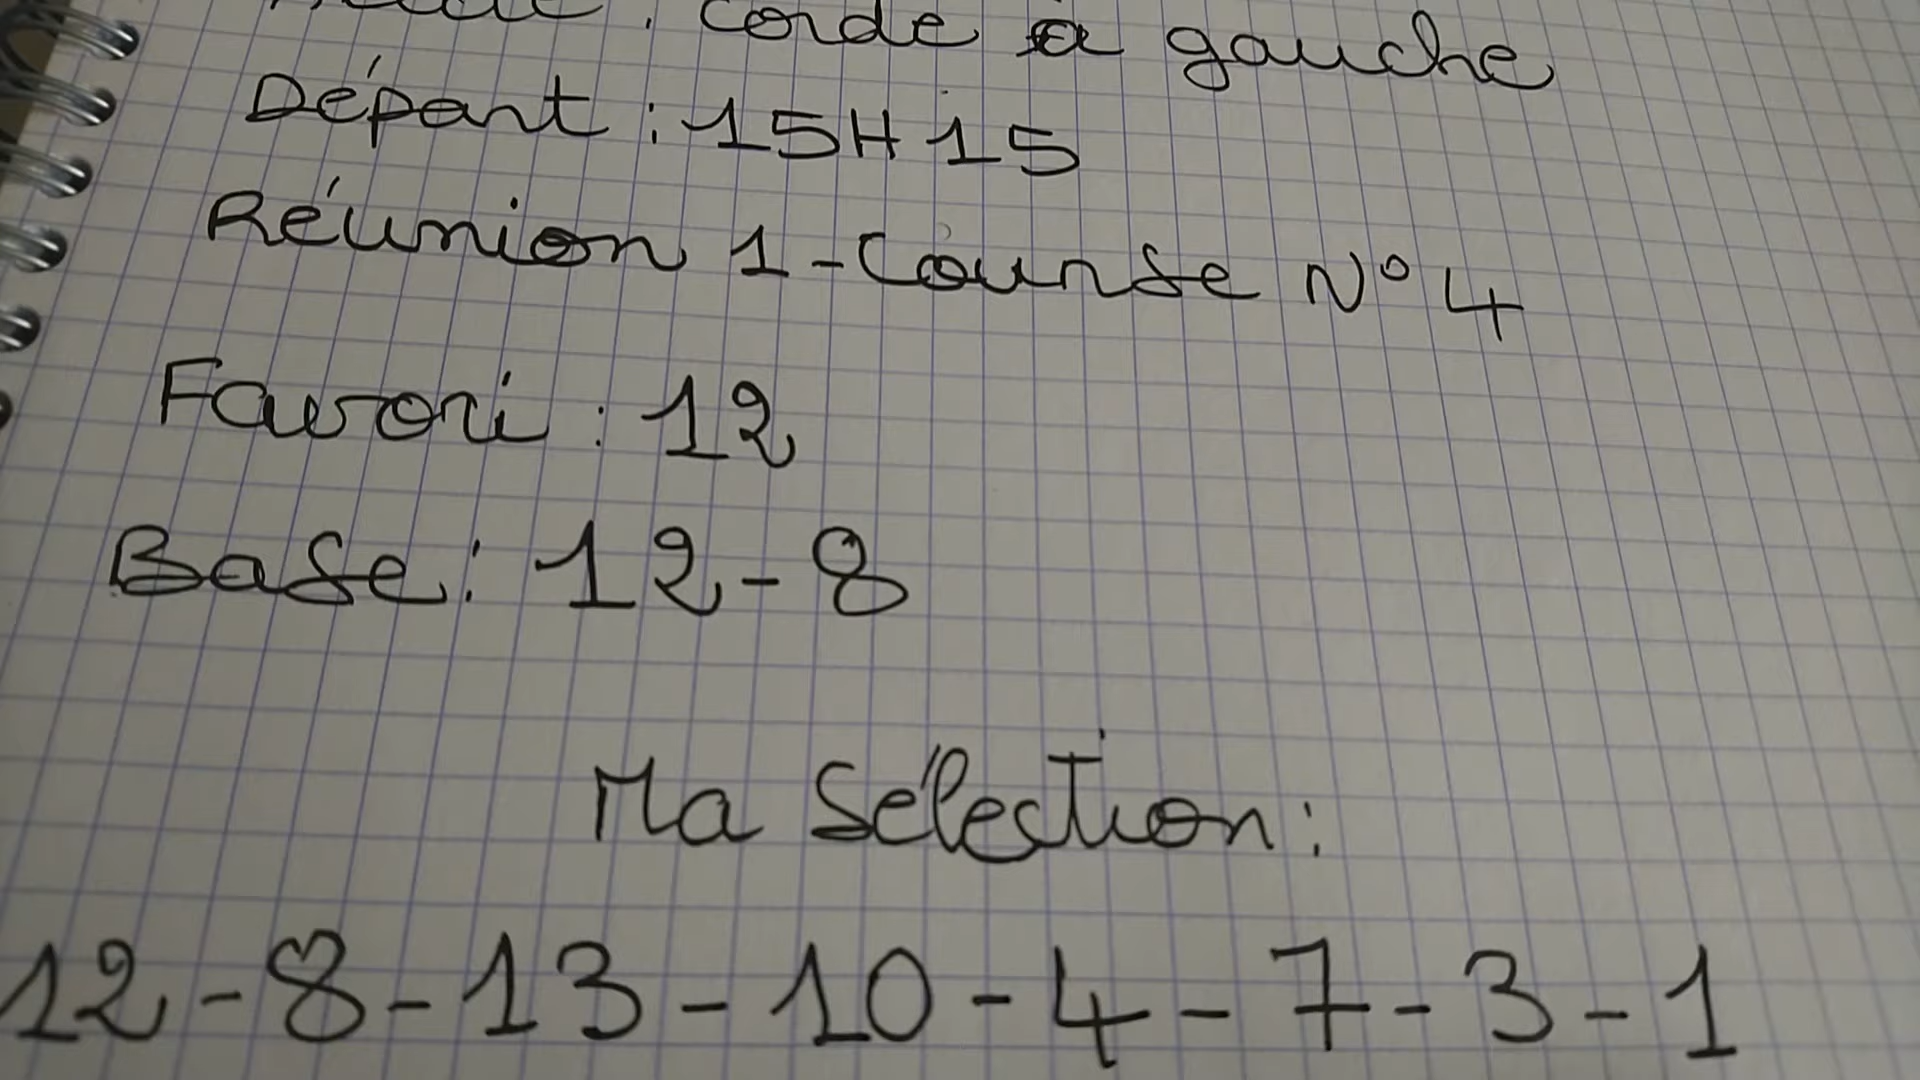 corde à gauche
Départ : 15H15
Réunion 1 - Course N° 4
Favori : 12
Base : 12 - 8
Ma Sélection :
12 - 8 - 13 - 10 - 4 - 7 - 3 - 1